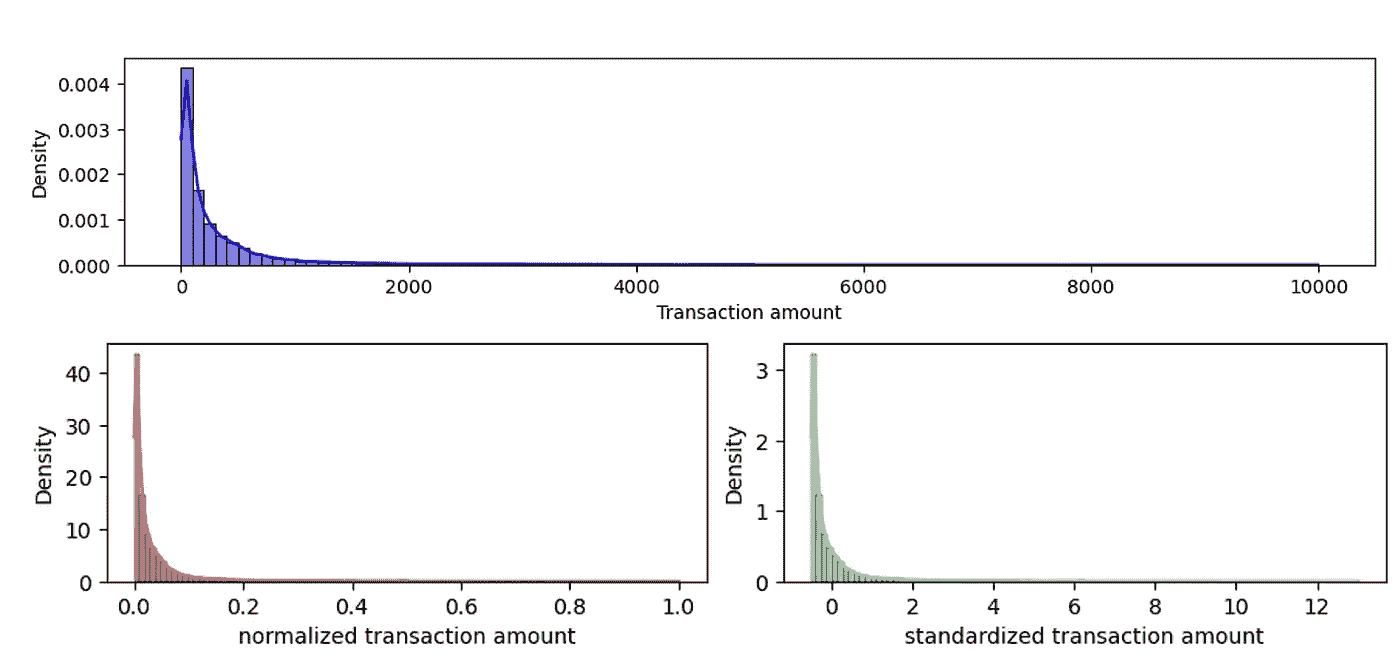 0.004
0.003
0.002
0.001
0.000
Density
0 2000 4000 6000 8000 10000
Transaction amount
40
30
20
10
0
Density
0.0 0.2 0.4 0.6 0.8 1.0
normalized transaction amount
3
2
1
0
Density
0 2 4 6 8 10 12
standardized transaction amount